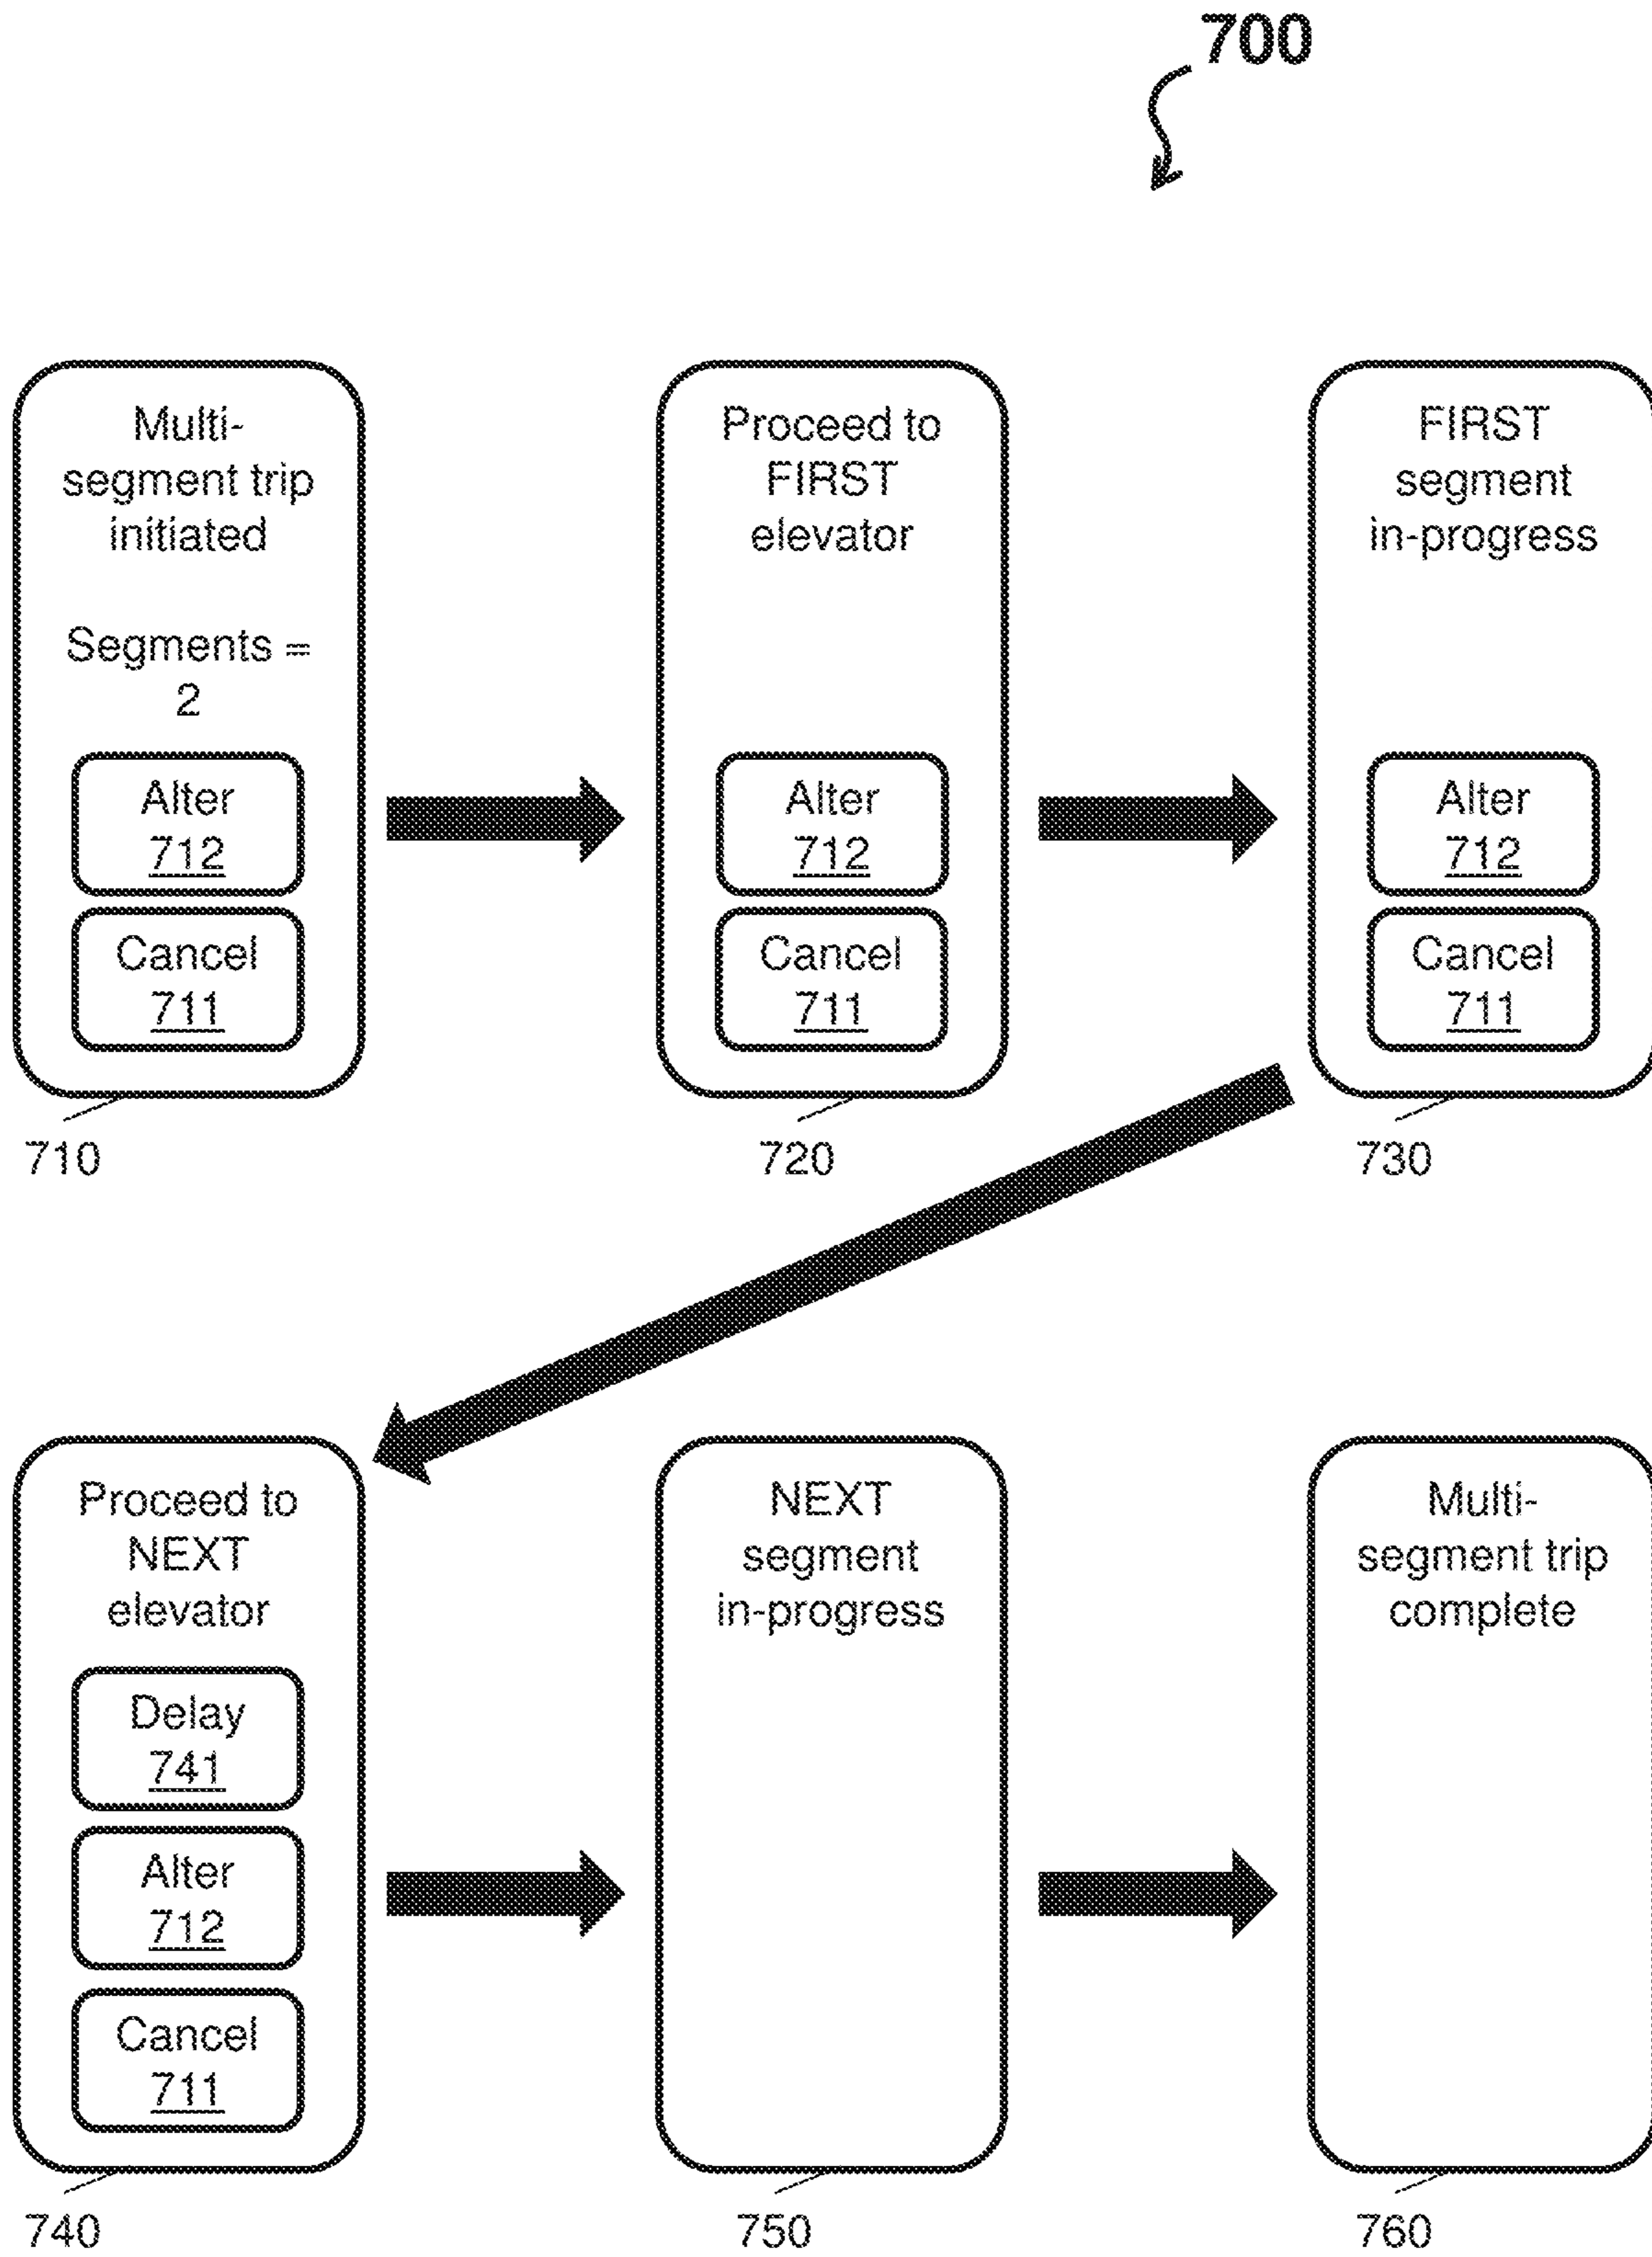 700
Multi-
segment trip
initiated
Segments =
2
Alter
712
Cancel
711
710
Proceed to
FIRST
elevator
Alter
712
Cancel
711
720
FIRST
segment
in-progress
Alter
712
Cancel
711
730
Proceed to
NEXT
elevator
Delay
741
Alter
712
Cancel
711
740
NEXT
segment
in-progress
750
Multi-
segment trip
complete
760